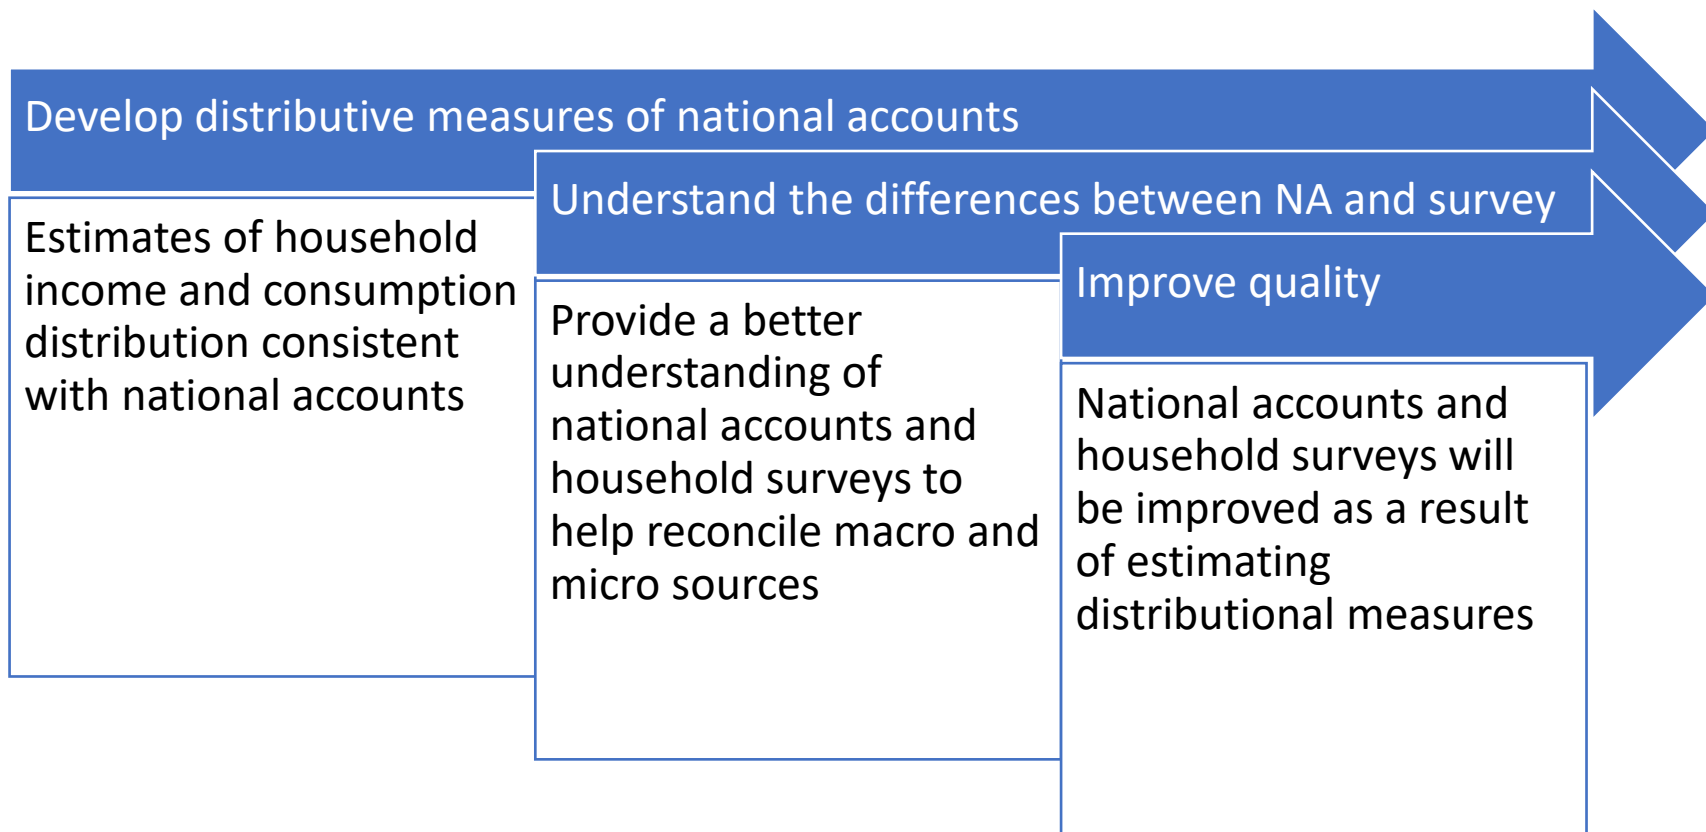 Develop distributive measures of national accounts
Estimates of household
income and consumption
distribution consistent
with national accounts
Understand the differences between NA and survey
Provide a better
understanding of
national accounts and
household surveys to
help reconcile macro and
micro sources
Improve quality
National accounts and
household surveys will
be improved as a result
of estimating
distributional measures